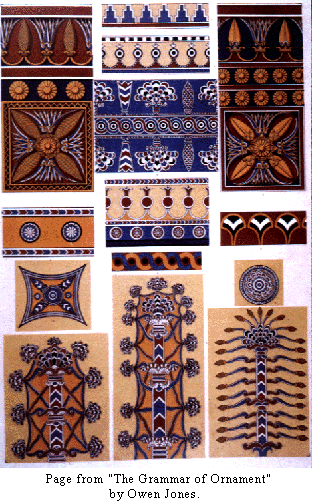 Page from "The Grammar of Ornament"
by Owen Jones.